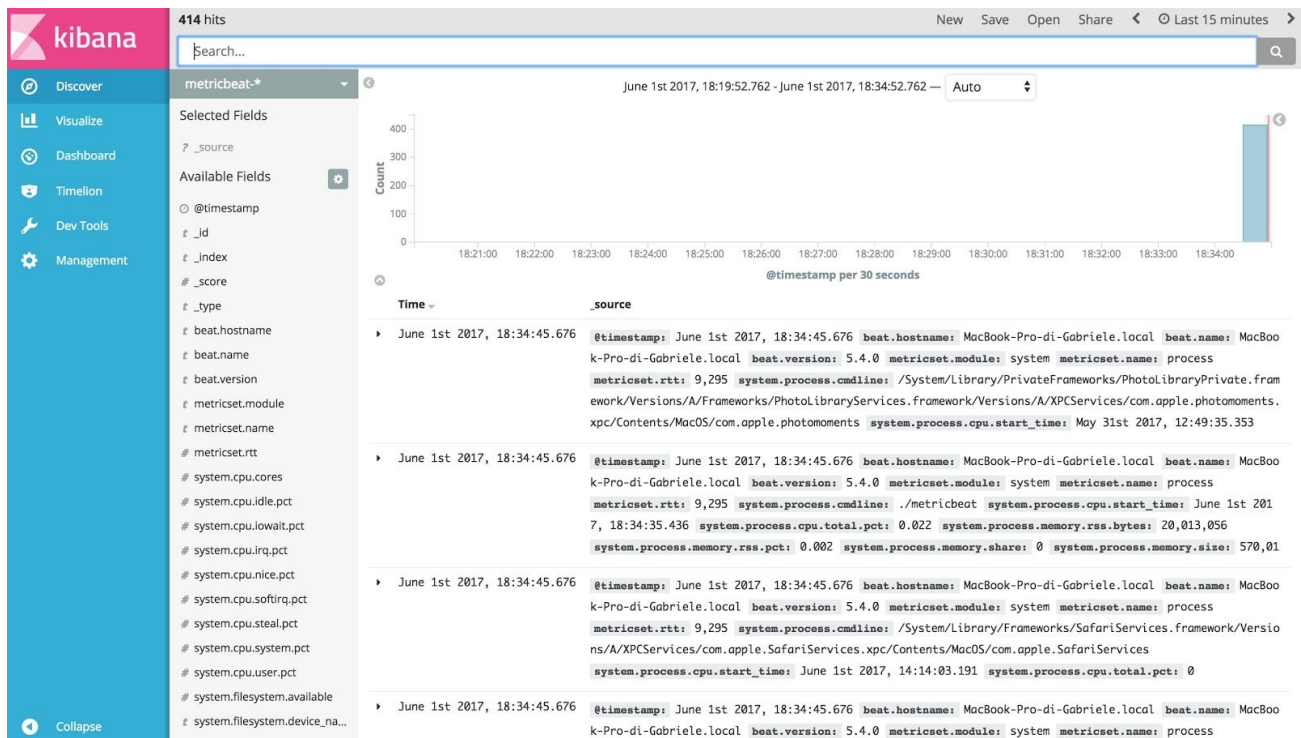 kibana
Discover
Visualize
Dashboard
Timelion
Dev Tools
Management
Collapse
414 hits
New Save Open Share Last 15 minutes
Search...
metricbeat-*
Selected Fields
? _source
Available Fields
@timestamp
t _id
t _index
# _score
t _type
t beat.hostname
t beat.name
t beat.version
t metricset.module
t metricset.name
# metricset.rtt
# system.cpu.cores
# system.cpu.idle.pct
# system.cpu.iowait.pct
# system.cpu.irq.pct
# system.cpu.nice.pct
# system.cpu.softirq.pct
# system.cpu.steal.pct
# system.cpu.system.pct
# system.cpu.user.pct
# system.filesystem.available
t system.filesystem.device_na...
June 1st 2017, 18:19:52.762 - June 1st 2017, 18:34:52.762 — Auto
Count
400
300
200
100
0
18:21:00 18:22:00 18:23:00 18:24:00 18:25:00 18:26:00 18:27:00 18:28:00 18:29:00 18:30:00 18:31:00 18:32:00 18:33:00 18:34:00
@timestamp per 30 seconds
Time _source
June 1st 2017, 18:34:45.676 @timestamp: June 1st 2017, 18:34:45.676 beat.hostname: MacBook-Pro-di-Gabriele.local beat.name: MacBoo
k-Pro-di-Gabriele.local beat.version: 5.4.0 metricset.module: system metricset.name: process
metricset.rtt: 9,295 system.process.cmdline: /System/Library/PrivateFrameworks/PhotoLibraryPrivate.fram
ework/Versions/A/Frameworks/PhotoLibraryServices.framework/Versions/A/XPCServices/com.apple.photomoments.
xpc/Contents/MacOS/com.apple.photomoments system.process.cpu.start_time: May 31st 2017, 12:49:35.353
June 1st 2017, 18:34:45.676 @timestamp: June 1st 2017, 18:34:45.676 beat.hostname: MacBook-Pro-di-Gabriele.local beat.name: MacBoo
k-Pro-di-Gabriele.local beat.version: 5.4.0 metricset.module: system metricset.name: process
metricset.rtt: 9,295 system.process.cmdline: ./metricbeat system.process.cpu.start_time: June 1st 201
7, 18:34:35.436 system.process.cpu.total.pct: 0.022 system.process.memory.rss.bytes: 20,013,056
system.process.memory.rss.pct: 0.002 system.process.memory.share: 0 system.process.memory.size: 570,01
June 1st 2017, 18:34:45.676 @timestamp: June 1st 2017, 18:34:45.676 beat.hostname: MacBook-Pro-di-Gabriele.local beat.name: MacBoo
k-Pro-di-Gabriele.local beat.version: 5.4.0 metricset.module: system metricset.name: process
metricset.rtt: 9,295 system.process.cmdline: /System/Library/Frameworks/SafariServices.framework/Versio
ns/A/XPCServices/com.apple.SafariServices.xpc/Contents/MacOS/com.apple.SafariServices
system.process.cpu.start_time: June 1st 2017, 14:14:03.191 system.process.cpu.total.pct: 0
June 1st 2017, 18:34:45.676 @timestamp: June 1st 2017, 18:34:45.676 beat.hostname: MacBook-Pro-di-Gabriele.local beat.name: MacBoo
k-Pro-di-Gabriele.local beat.version: 5.4.0 metricset.module: system metricset.name: process